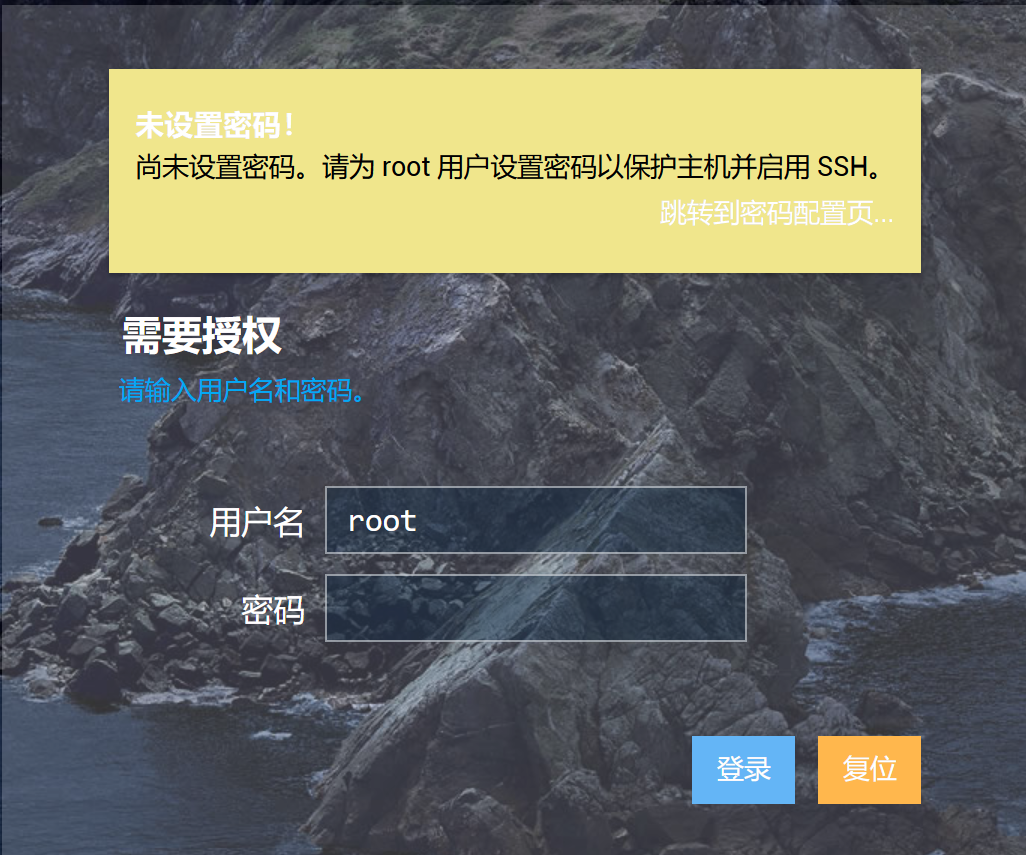 未设置密码！
尚未设置密码。请为 root 用户设置密码以保护主机并启用 SSH。
跳转到密码配置页...
需要授权
请输入用户名和密码。
用户名 root
密码
登录 复位